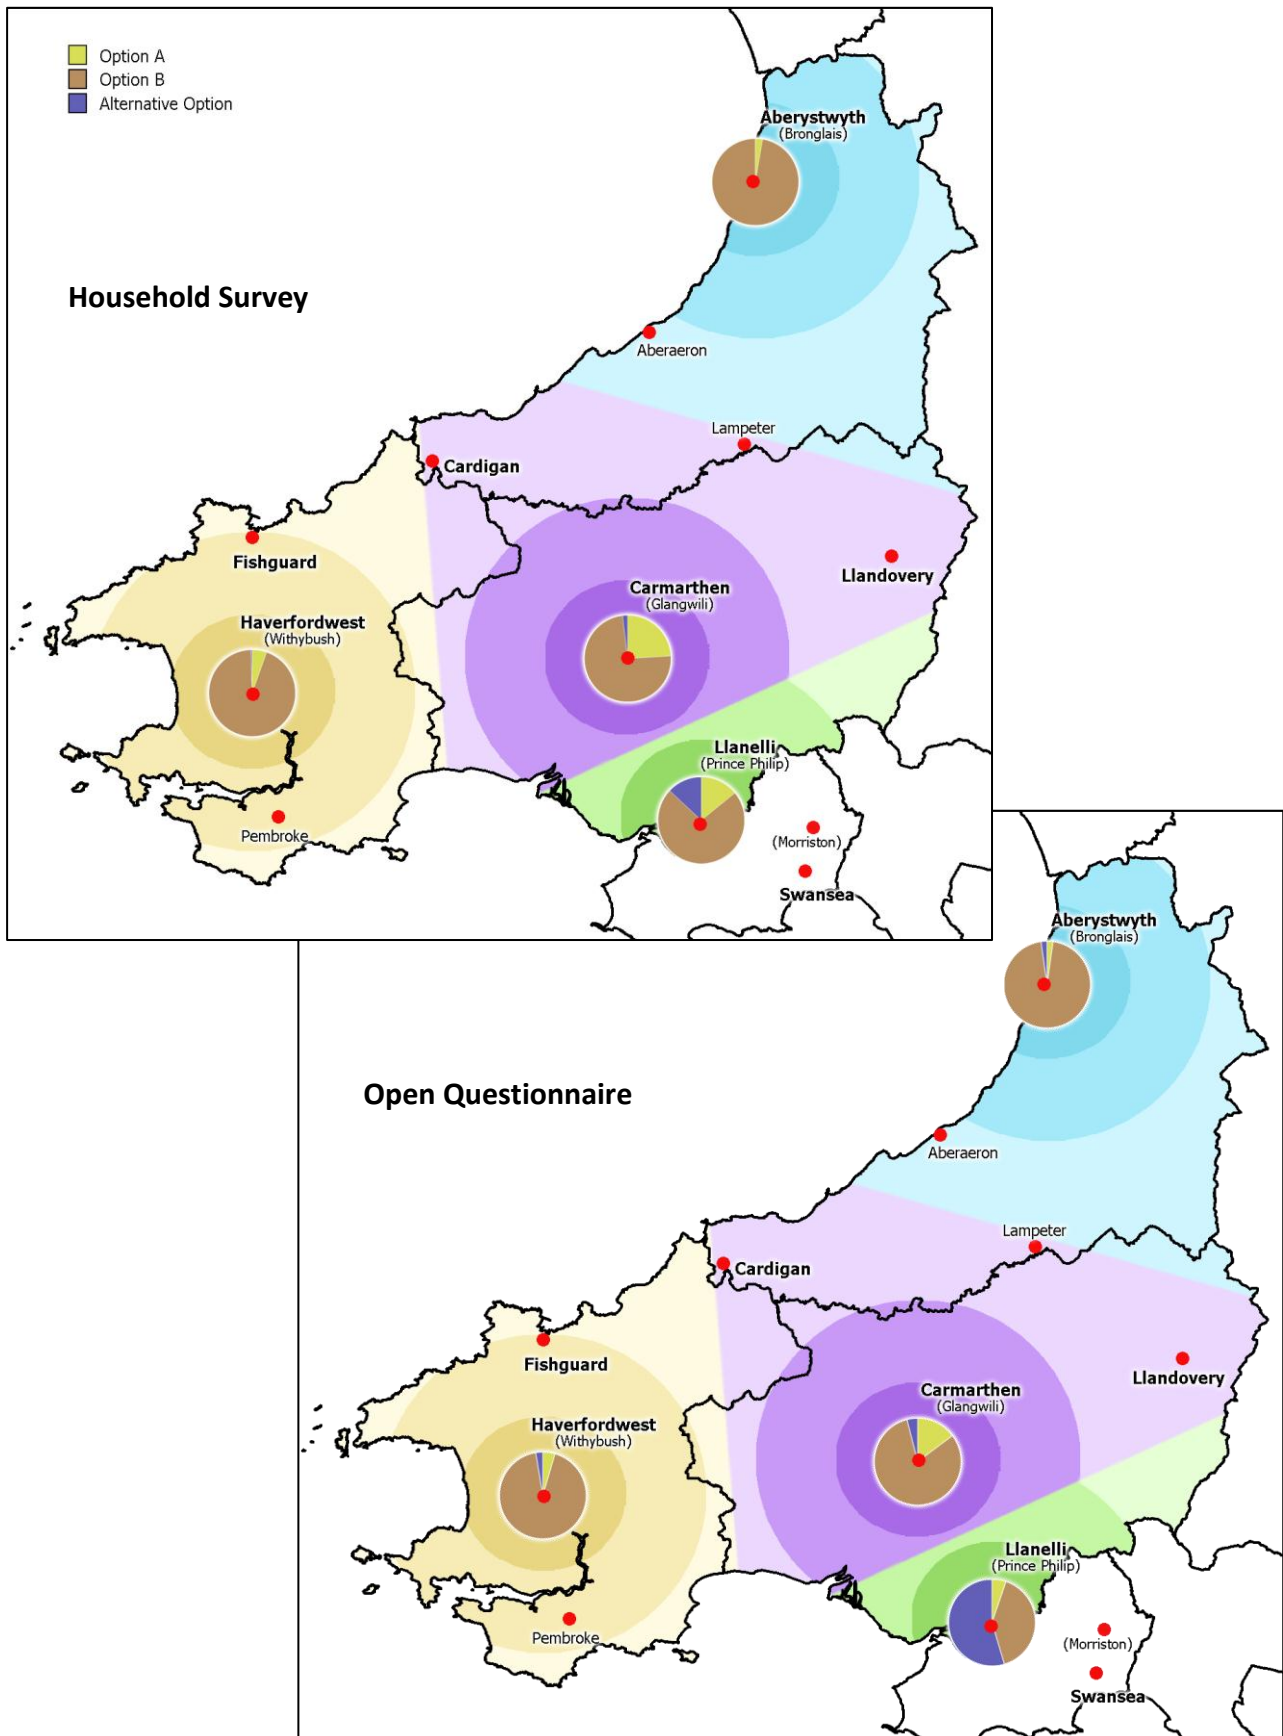 Option A
Option B
Alternative Option
Aberystwyth
(Bronglais)
Household Survey
Aberaeron
Lampeter
Cardigan
Fishguard
Llandovery
Carmarthen
(Glangwili)
Haverfordwest
(Withybush)
Llanelli
(Prince Philip)
Pembroke
(Morriston)
Swansea
Aberystwyth
(Bronglais)
Open Questionnaire
Aberaeron
Lampeter
Cardigan
Fishguard
Llandovery
Carmarthen
(Glangwili)
Haverfordwest
(Withybush)
Llanelli
(Prince Philip)
Pembroke
(Morriston)
Swansea